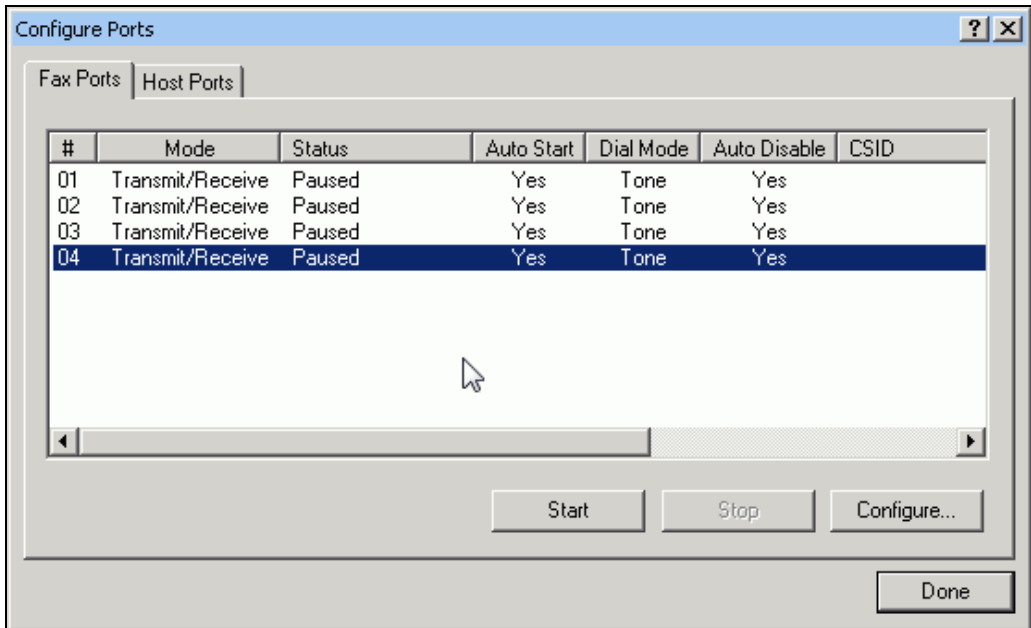 Configure Ports
Fax Ports Host Ports
# Mode Status Auto Start Dial Mode Auto Disable CSID
01 Transmit/Receive Paused Yes Tone Yes
02 Transmit/Receive Paused Yes Tone Yes
03 Transmit/Receive Paused Yes Tone Yes
04 Transmit/Receive Paused Yes Tone Yes
Start Stop Configure...
Done